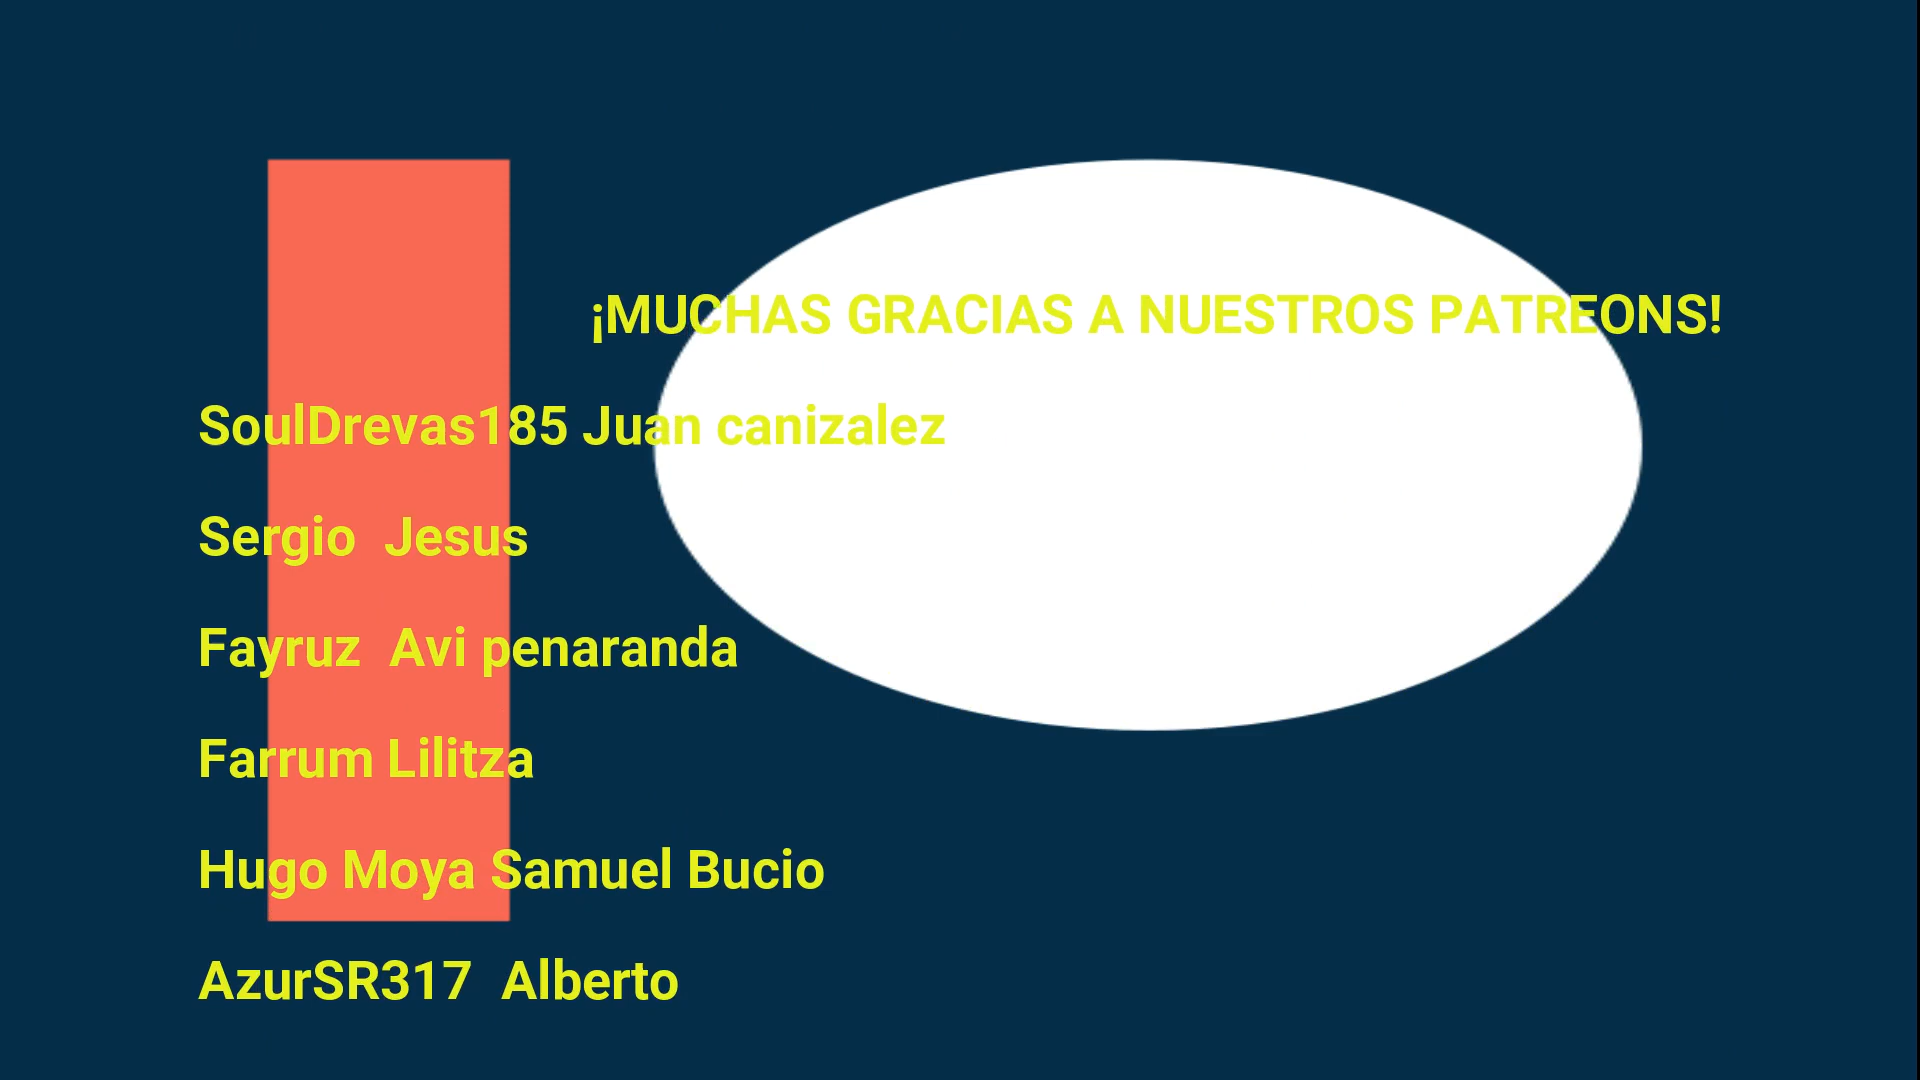 ¡MUCHAS GRACIAS A NUESTROS PATREONS!
SoulDrevas185 Juan canizalez
Sergio  Jesus
Fayruz  Avi penaranda
Farrum Lilitza
Hugo Moya Samuel Bucio
AzurSR317  Alberto